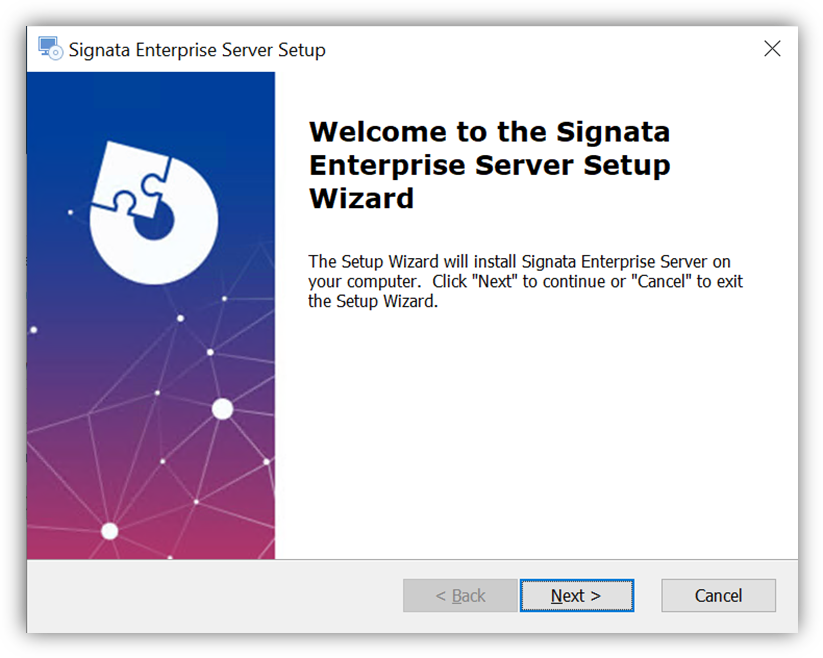 Signata Enterprise Server Setup
Welcome to the Signata
Enterprise Server Setup
Wizard
The Setup Wizard will install Signata Enterprise Server on
your computer.  Click "Next" to continue or "Cancel" to exit
the Setup Wizard.
< Back
Next >
Cancel